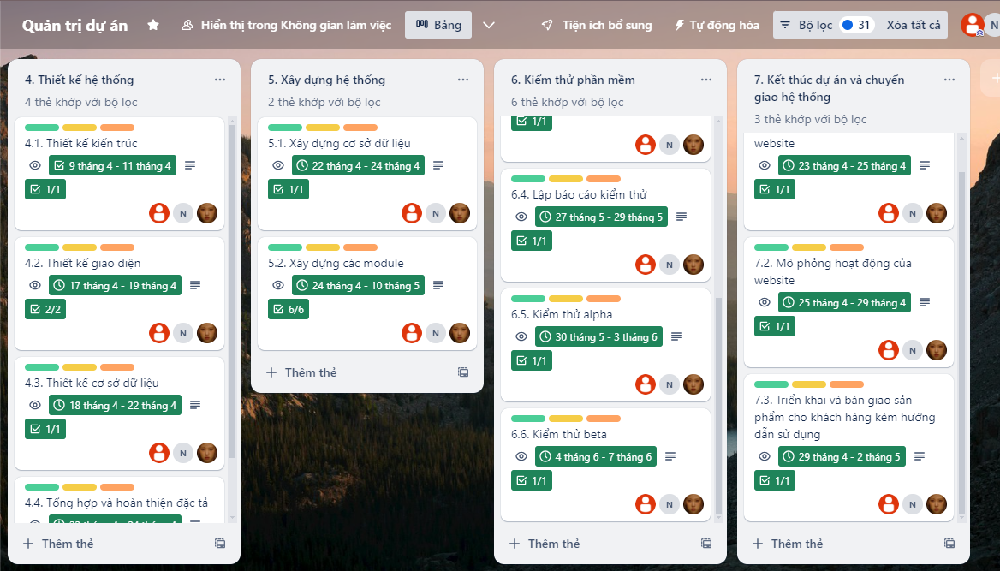 Quản trị dự án
Hiển thị trong Không gian làm việc
Bảng
Tiện ích bổ sung
Tự động hóa
Bộ lọc
31
Xóa tất cả
N
4. Thiết kế hệ thống
4 thẻ khớp với bộ lọc
4.1. Thiết kế kiến trúc
9 tháng 4 - 11 tháng 4
1/1
N
4.2. Thiết kế giao diện
17 tháng 4 - 19 tháng 4
2/2
N
4.3. Thiết kế cơ sở dữ liệu
18 tháng 4 - 22 tháng 4
1/1
N
4.4. Tổng hợp và hoàn thiện đặc tả
Thêm thẻ
5. Xây dựng hệ thống
2 thẻ khớp với bộ lọc
5.1. Xây dựng cơ sở dữ liệu
22 tháng 4 - 24 tháng 4
1/1
N
5.2. Xây dựng các module
24 tháng 4 - 10 tháng 5
6/6
N
Thêm thẻ
6. Kiểm thử phần mềm
6 thẻ khớp với bộ lọc
1/1
N
6.4. Lập báo cáo kiểm thử
27 tháng 5 - 29 tháng 5
1/1
N
6.5. Kiểm thử alpha
30 tháng 5 - 3 tháng 6
1/1
N
6.6. Kiểm thử beta
4 tháng 6 - 7 tháng 6
1/1
N
Thêm thẻ
7. Kết thúc dự án và chuyển
giao hệ thống
3 thẻ khớp với bộ lọc
website
23 tháng 4 - 25 tháng 4
1/1
N
7.2. Mô phỏng hoạt động của
website
25 tháng 4 - 29 tháng 4
1/1
N
7.3. Triển khai và bàn giao sản
phẩm cho khách hàng kèm hướng
dẫn sử dụng
29 tháng 4 - 2 tháng 5
1/1
N
Thêm thẻ